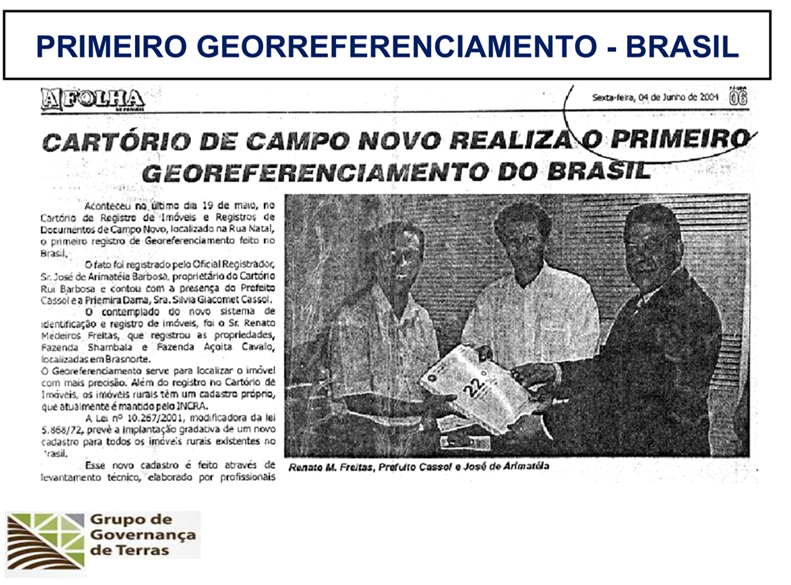 PRIMEIRO GEORREFERENCIAMENTO - BRASIL
A FOLHA
Sexta-feira, 04 de Junho de 2004
06
CARTÓRIO DE CAMPO NOVO REALIZA O PRIMEIRO
GEOREFERENCIAMENTO DO BRASIL
Aconteceu no último dia 19 de maio, no
Cartório de Registro de Imóveis e Registros de
Documentos de Campo Novo, localizado na Rua Natal,
o primeiro registro de Georeferenciamento feito no
Brasil.
O fato foi registrado pelo Oficial Registrador,
Sr. José de Arimatéia Barbosa, proprietário do Cartório
Rui Barbosa e contou com a presença do Prefeito
Cassol e a Priemira Dama, Sra. Silvia Giacomet Cassol.
O contemplado do novo sistema de
identificação e registro de imóveis, foi o Sr. Renato
Medeiros Freitas, que registrou as propriedades,
Fazenda Shambala e Fazenda Açoita Cavalo,
localizadas em Brasnorte.
O Georeferenciamento serve para localizar o imóvel
com mais precisão. Além do registro no Cartório de
Imóveis, os imóveis rurais têm um cadastro próprio,
que atualmente é mantido pelo INCRA.
A Lei nº 10.267/2001, modificadora da lei
5.868/72, prevê a implantação gradativa de um novo
cadastro para todos os imóveis rurais existentes no
Brasil.
Esse novo cadastro é feito através de
levantamento técnico, elaborado por profissionais
22
Renato M. Freitas, Prefeito Cassol e José de Arimatéia
Grupo de
Governança
de Terras